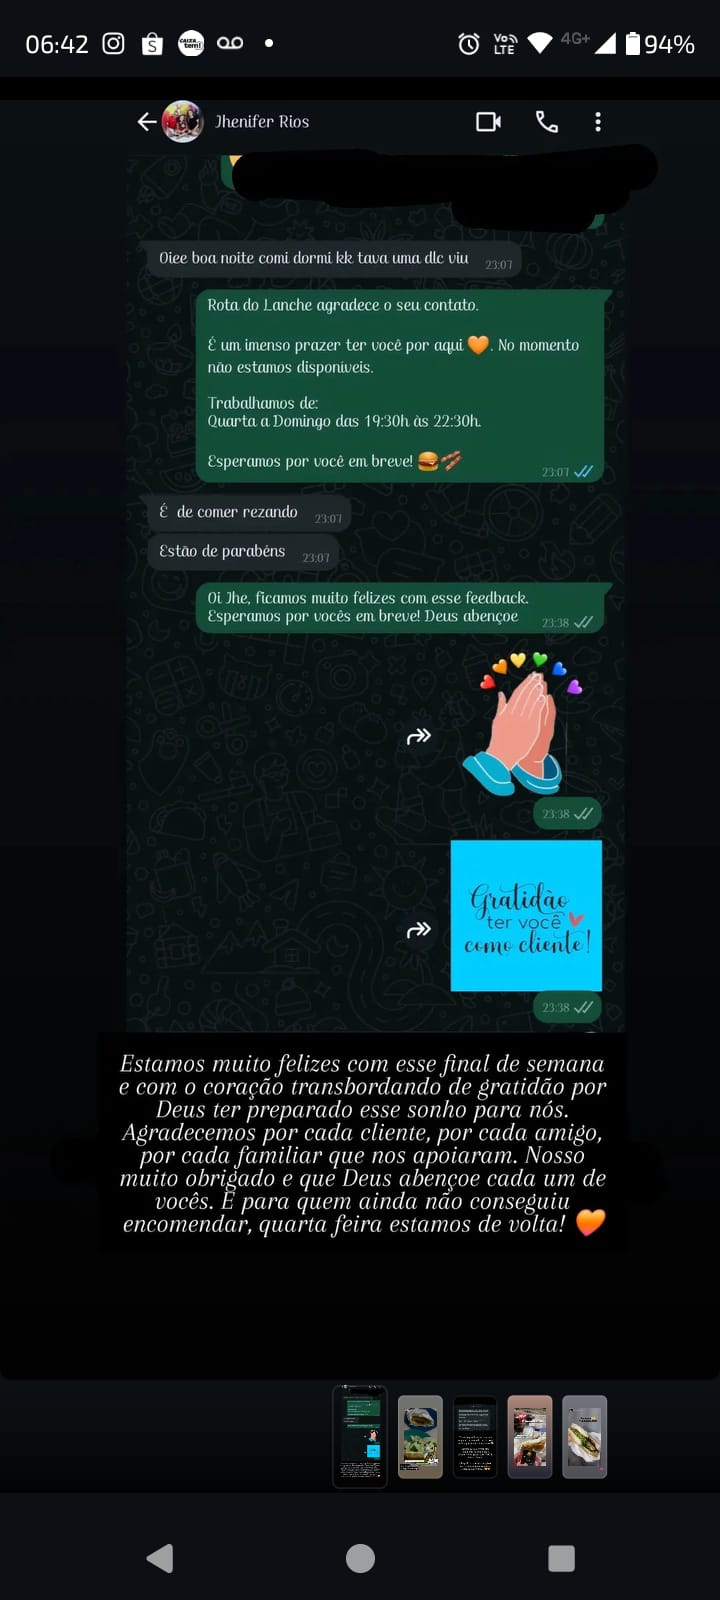 06:42
Vo
LTE
4G+
94%
Jhenifer Rios
Oiee boa noite comi dormi kk tava uma dlc viu
23:07
Rota do Lanche agradece o seu contato.
É um imenso prazer ter você por aqui 🧡. No momento
não estamos disponíveis.
Trabalhamos de:
Quarta a Domingo das 19:30h às 22:30h.
Esperamos por você em breve! 🍔🥓
23:07
É de comer rezando
23:07
Estão de parabéns
23:07
Oi Jhe, ficamos muito felizes com esse feedback.
Esperamos por vocês em breve! Deus abençoe
23:38
23:38
Gratidão
ter você
como cliente!
23:38
Estamos muito felizes com esse final de semana
e com o coração transbordando de gratidão por
Deus ter preparado esse sonho para nós.
Agradecemos por cada cliente, por cada amigo,
por cada familiar que nos apoiaram. Nosso
muito obrigado e que Deus abençoe cada um de
vocês. E para quem ainda não conseguiu
encomendar, quarta feira estamos de volta! 🧡